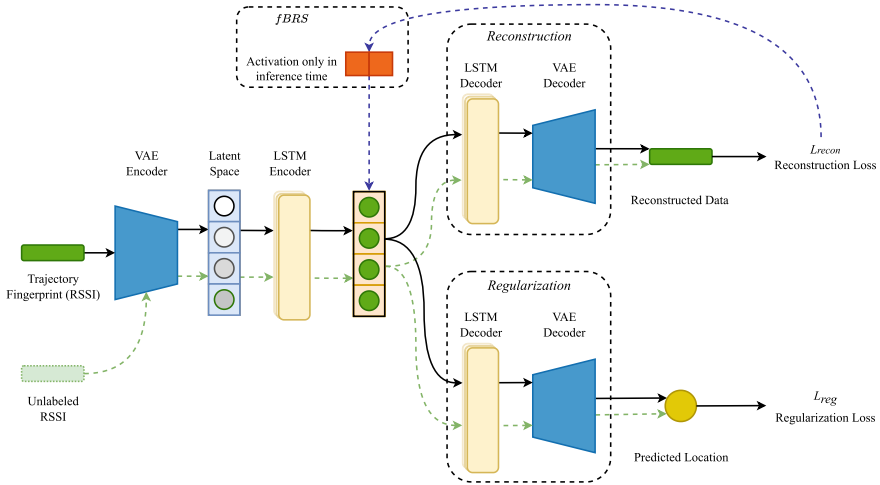 fBRS
Activation only in
inference time
Reconstruction
LSTM
Decoder
VAE
Decoder
VAE
Encoder
Latent
Space
LSTM
Encoder
Lrecon
Reconstruction Loss
Reconstructed Data
Trajectory
Fingerprint (RSSI)
Regularization
LSTM
Decoder
VAE
Decoder
Unlabeled
RSSI
Lreg
Regularization Loss
Predicted Location